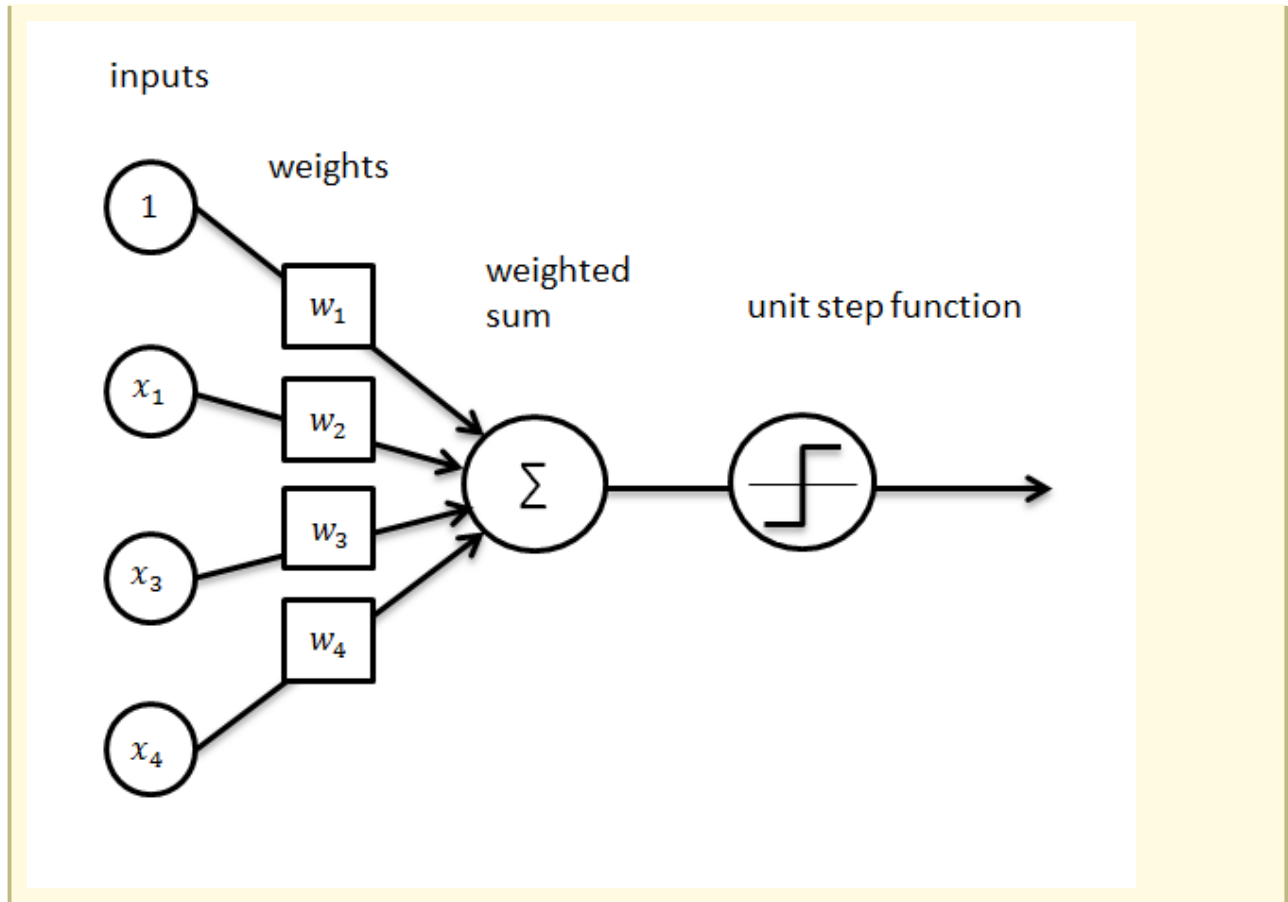 inputs
weights
1
w₁
weighted
sum
unit step function
x₁
w₂
∑
x₃
w₃
w₄
x₄